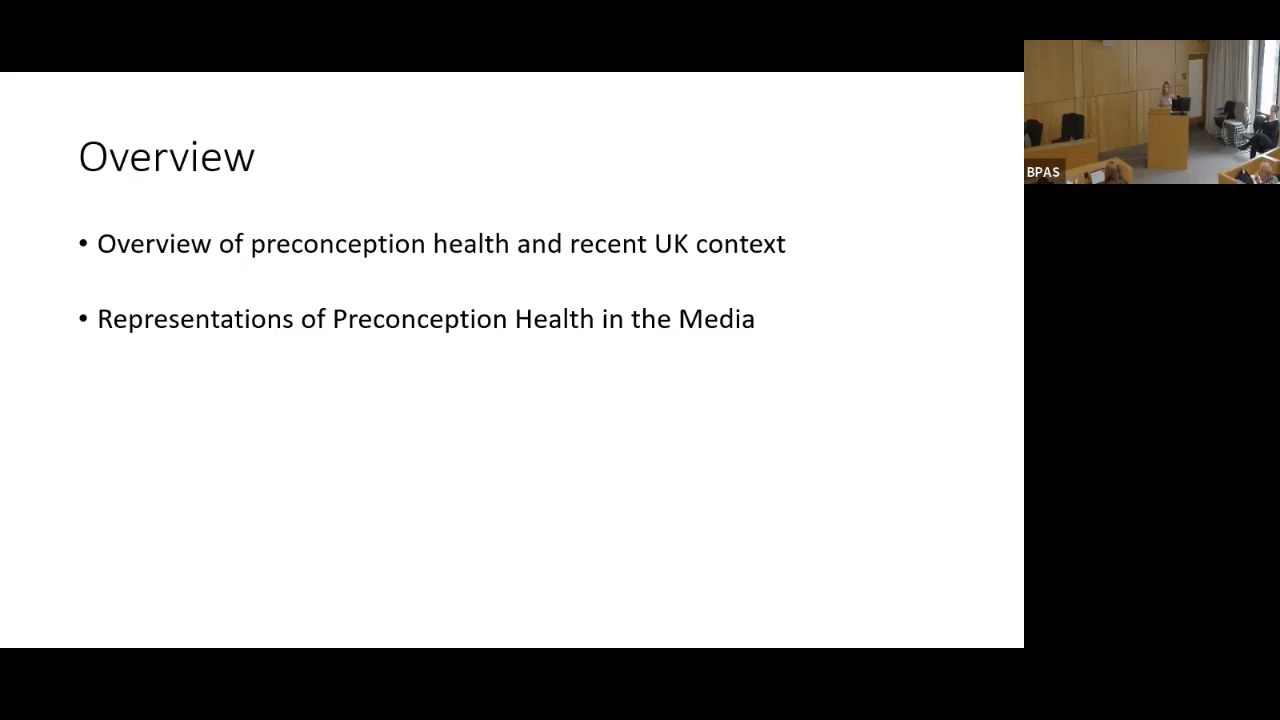 Overview
• Overview of preconception health and recent UK context
• Representations of Preconception Health in the Media
BPAS